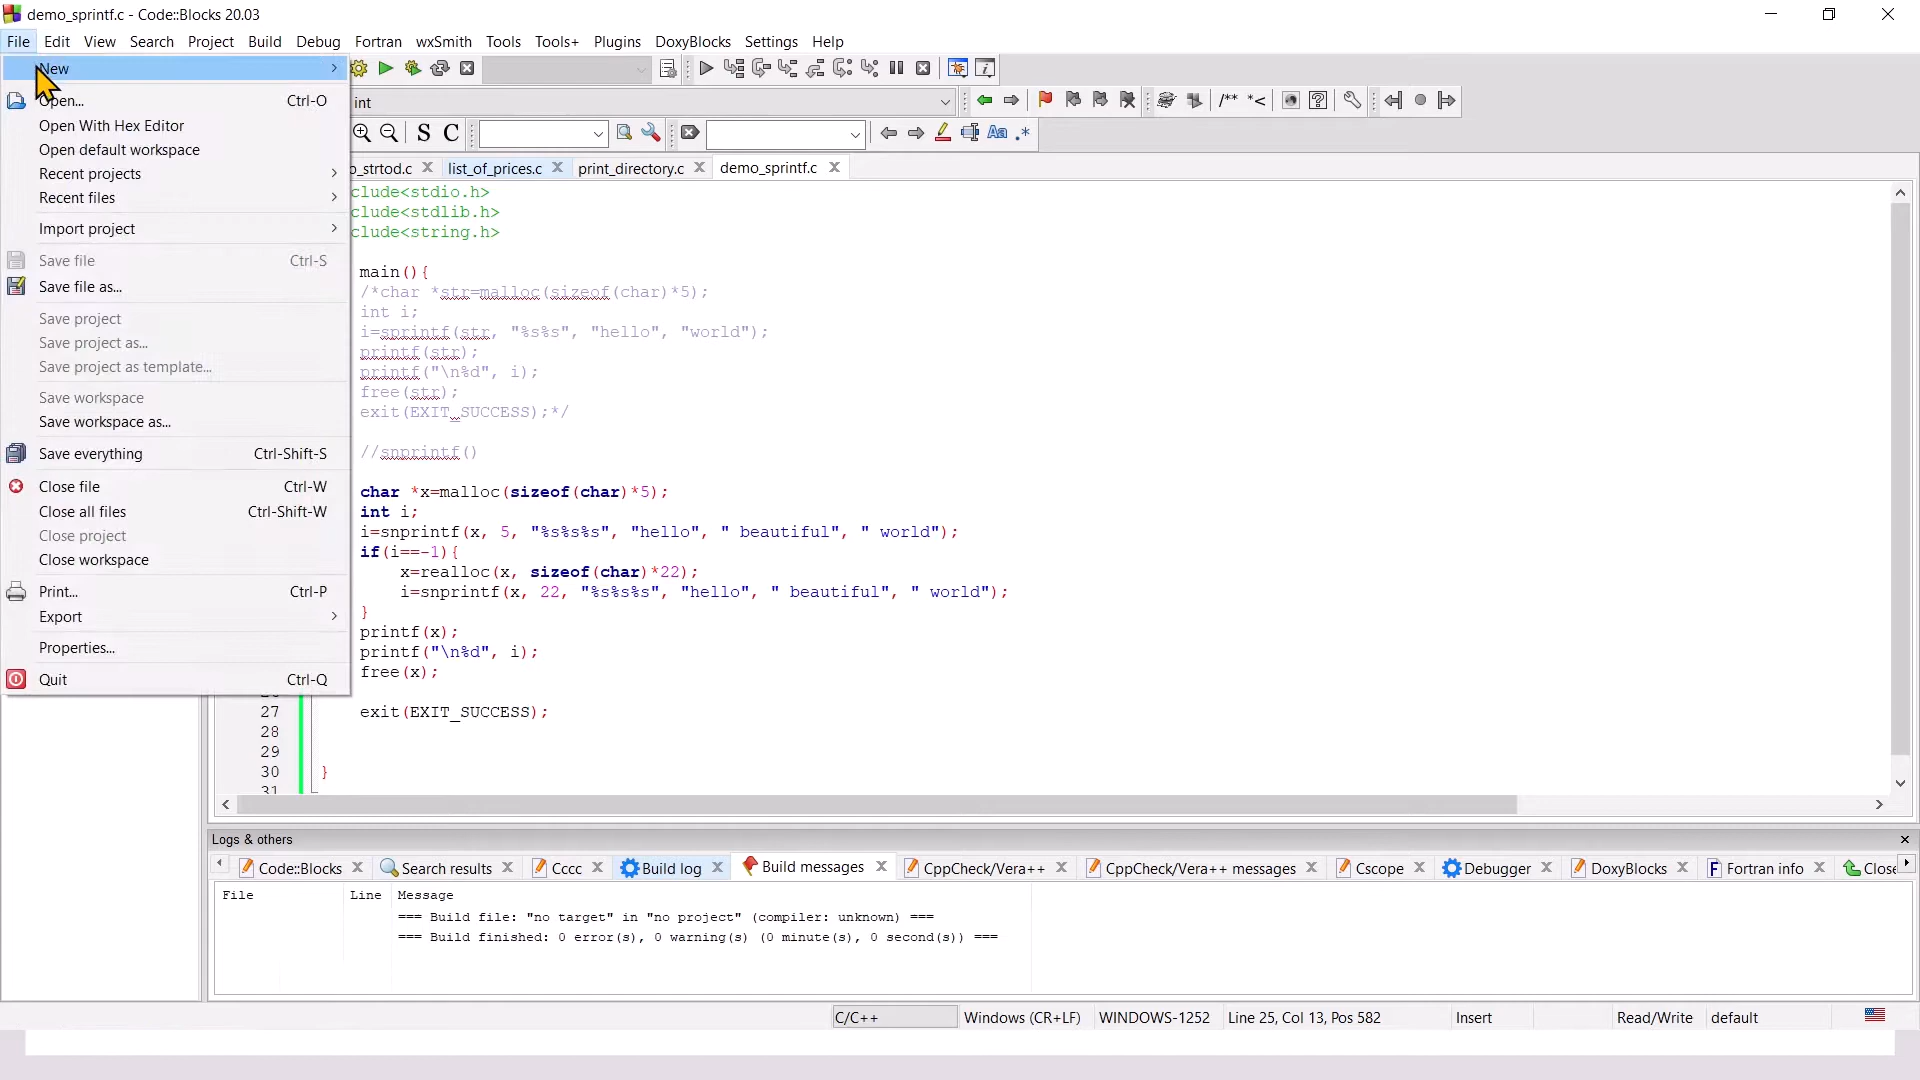 demo_sprintf.c - Code::Blocks 20.03
File Edit View Search Project Build Debug Fortran wxSmith Tools Tools+ Plugins DoxyBlocks Settings Help
New
Open... Ctrl-O
Open With Hex Editor
Open default workspace
Recent projects
Recent files
Import project
Save file Ctrl-S
Save file as...
Save project
Save project as...
Save project as template...
Save workspace
Save workspace as...
Save everything Ctrl-Shift-S
Close file Ctrl-W
Close all files Ctrl-Shift-W
Close project
Close workspace
Print... Ctrl-P
Export
Properties...
Quit Ctrl-Q
int
S C
Aa .*
/** *<
o_strtod.c list_of_prices.c print_directory.c demo_sprintf.c
clude<stdio.h>
clude<stdlib.h>
clude<string.h>
main(){
/*char *str=malloc(sizeof(char)*5);
int i;
i=sprintf(str, "%s%s", "hello", "world");
printf(str);
printf("\n%d", i);
free(str);
exit(EXIT_SUCCESS);*/
//snprintf()
char *x=malloc(sizeof(char)*5);
int i;
i=snprintf(x, 5, "%s%s%s", "hello", " beautiful", " world");
if(i==-1){
x=realloc(x, sizeof(char)*22);
i=snprintf(x, 22, "%s%s%s", "hello", " beautiful", " world");
}
printf(x);
printf("\n%d", i);
free(x);
27 exit(EXIT_SUCCESS);
28
29
30 }
31
Logs & others
Code::Blocks Search results Cccc Build log Build messages CppCheck/Vera++ CppCheck/Vera++ messages Cscope Debugger DoxyBlocks Fortran info Close
File Line Message
=== Build file: "no target" in "no project" (compiler: unknown) ===
=== Build finished: 0 error(s), 0 warning(s) (0 minute(s), 0 second(s)) ===
C/C++ Windows (CR+LF) WINDOWS-1252 Line 25, Col 13, Pos 582 Insert Read/Write default